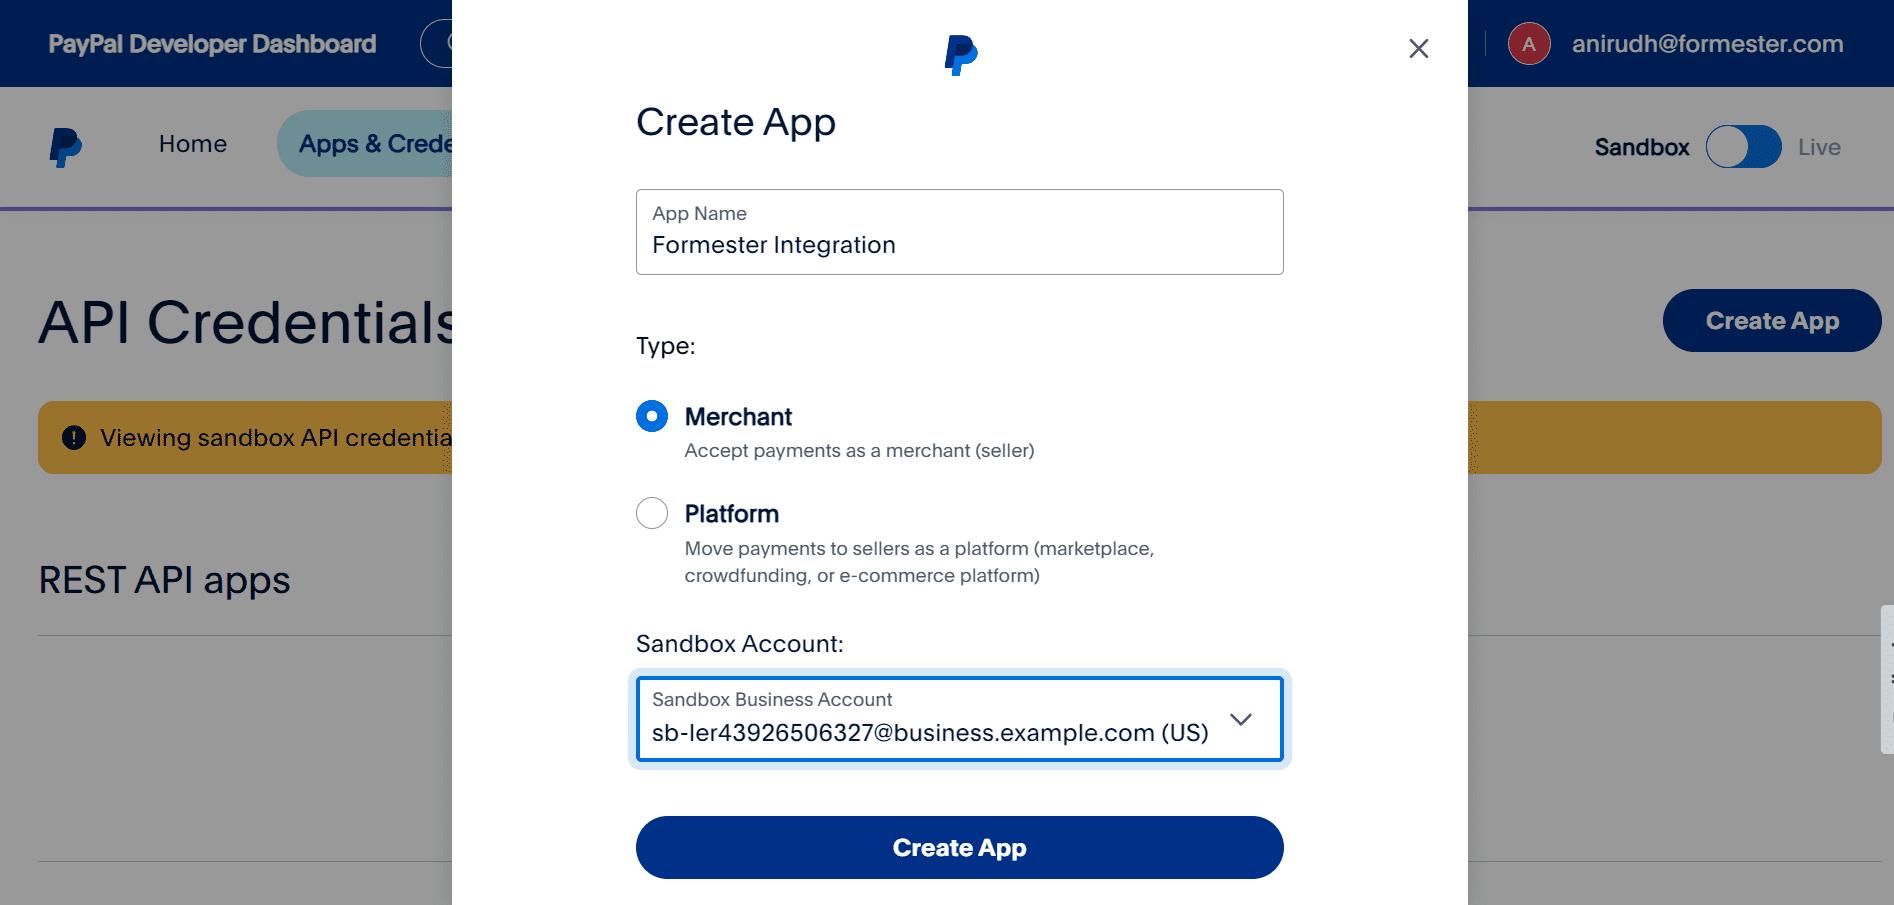 PayPal Developer Dashboard
A
anirudh@formester.com
Home
Apps & Crede
Sandbox
Live
API Credentials
Create App
Viewing sandbox API credentia
REST API apps
Create App
App Name
Formester Integration
Type:
Merchant
Accept payments as a merchant (seller)
Platform
Move payments to sellers as a platform (marketplace,
crowdfunding, or e-commerce platform)
Sandbox Account:
Sandbox Business Account
sb-ler43926506327@business.example.com (US)
Create App